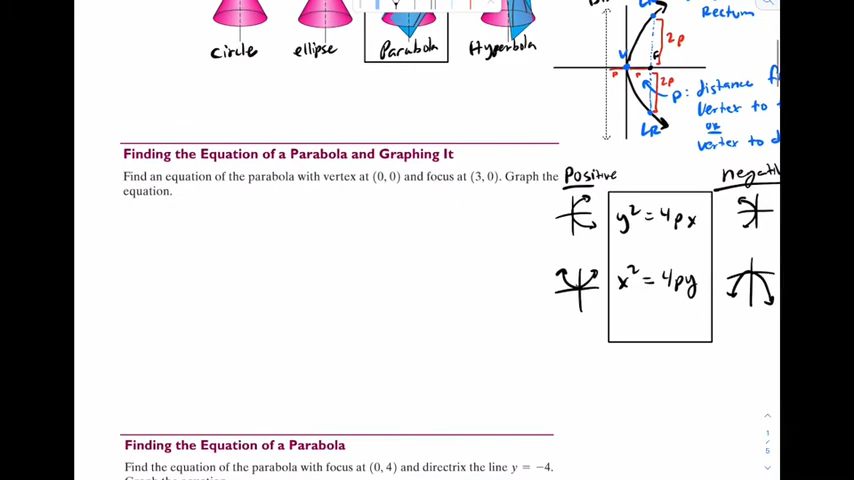 Rectum
circle
ellipse
Parabola
Hyperbola
2p
V
F
P
P
2p
P: distance
Vertex to
or
vertex to
LR
Finding the Equation of a Parabola and Graphing It
Find an equation of the parabola with vertex at (0, 0) and focus at (3, 0). Graph the
equation.
Positive
y² = 4px
x² = 4py
1
/
5
Finding the Equation of a Parabola
Find the equation of the parabola with focus at (0, 4) and directrix the line y = −4.